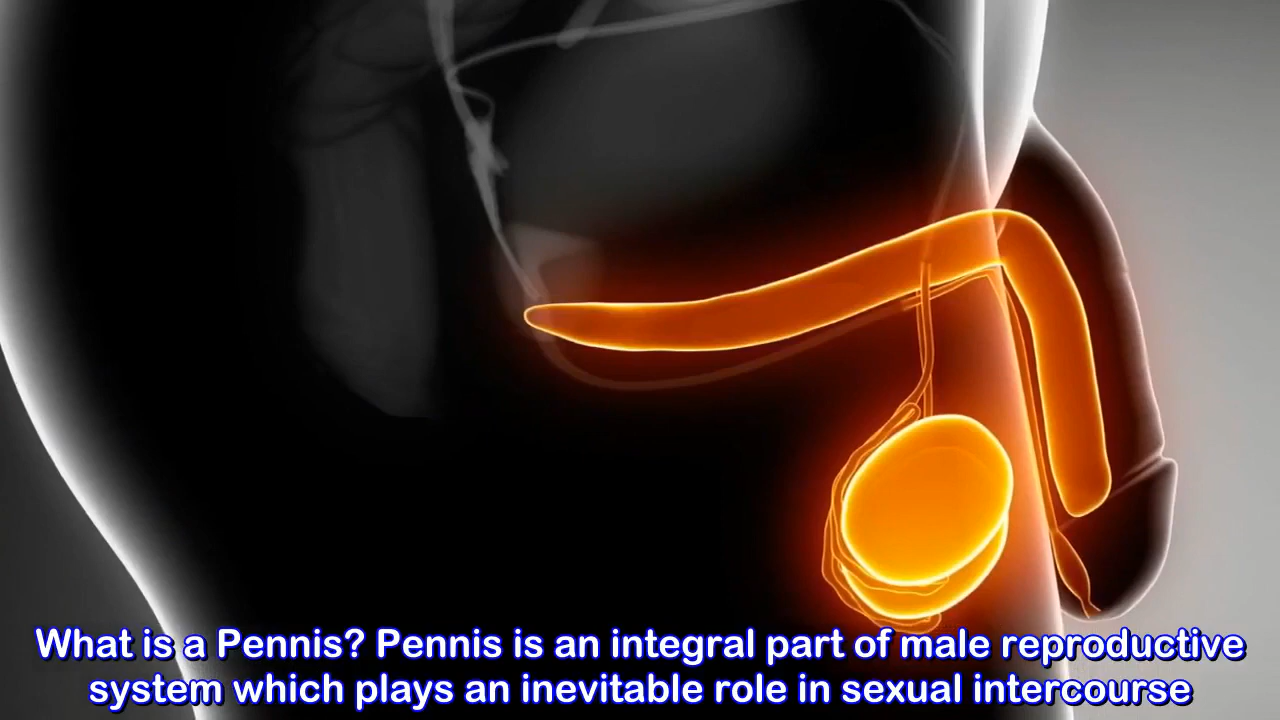 What is a Pennis? Pennis is an integral part of male reproductive
system which plays an inevitable role in sexual intercourse